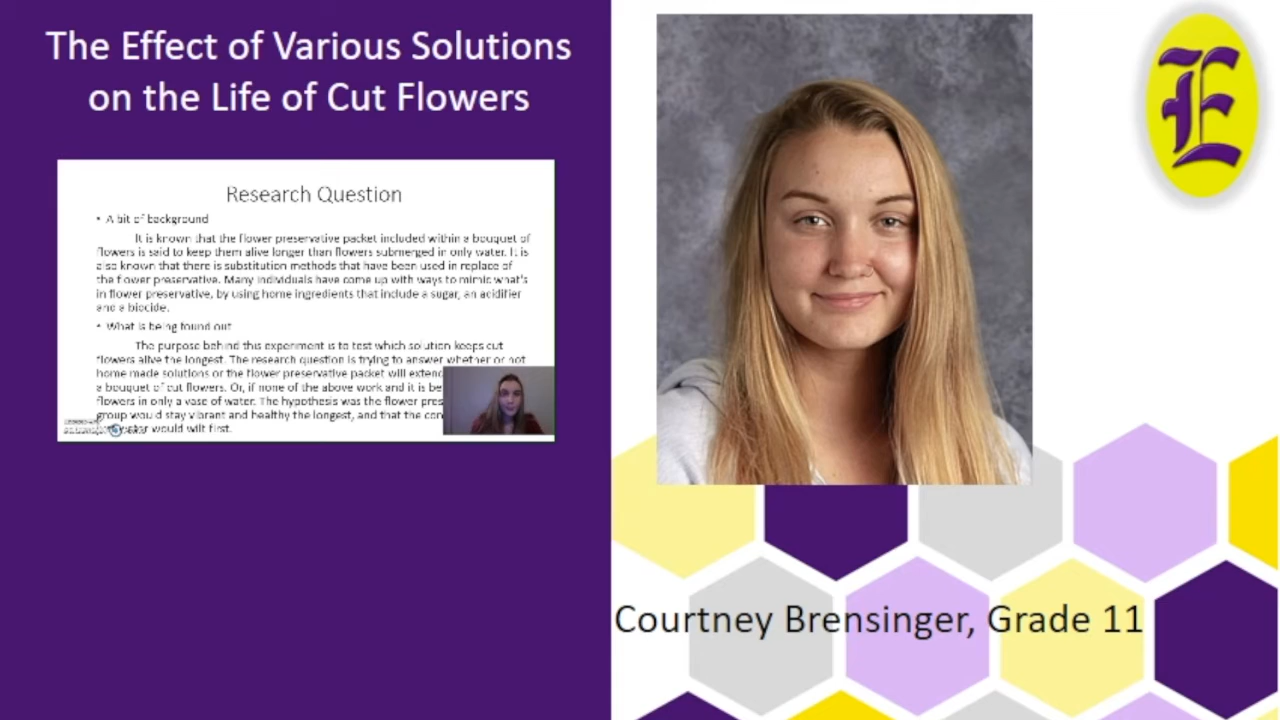 The Effect of Various Solutions
on the Life of Cut Flowers
Research Question
• A bit of background
It is known that the flower preservative packet included within a bouquet of
flowers is said to keep them alive longer than flowers submerged in only water. It is
also known that there is substitution methods that have been used in replace of
the flower preservative. Many individuals have come up with ways to mimic what's
in flower preservative, by using home ingredients that include a sugar, an acidifier
and a biocide.
• What is being found out
The purpose behind this experiment is to test which solution keeps cut
flowers alive the longest. The research question is trying to answer whether or not
home made solutions or the flower preservative packet will extend
a bouquet of cut flowers. Or, if none of the above work and it is be
flowers in only a vase of water. The hypothesis was the flower pres
group would stay vibrant and healthy the longest, and that the con
would wilt first.
E
Courtney Brensinger, Grade 11